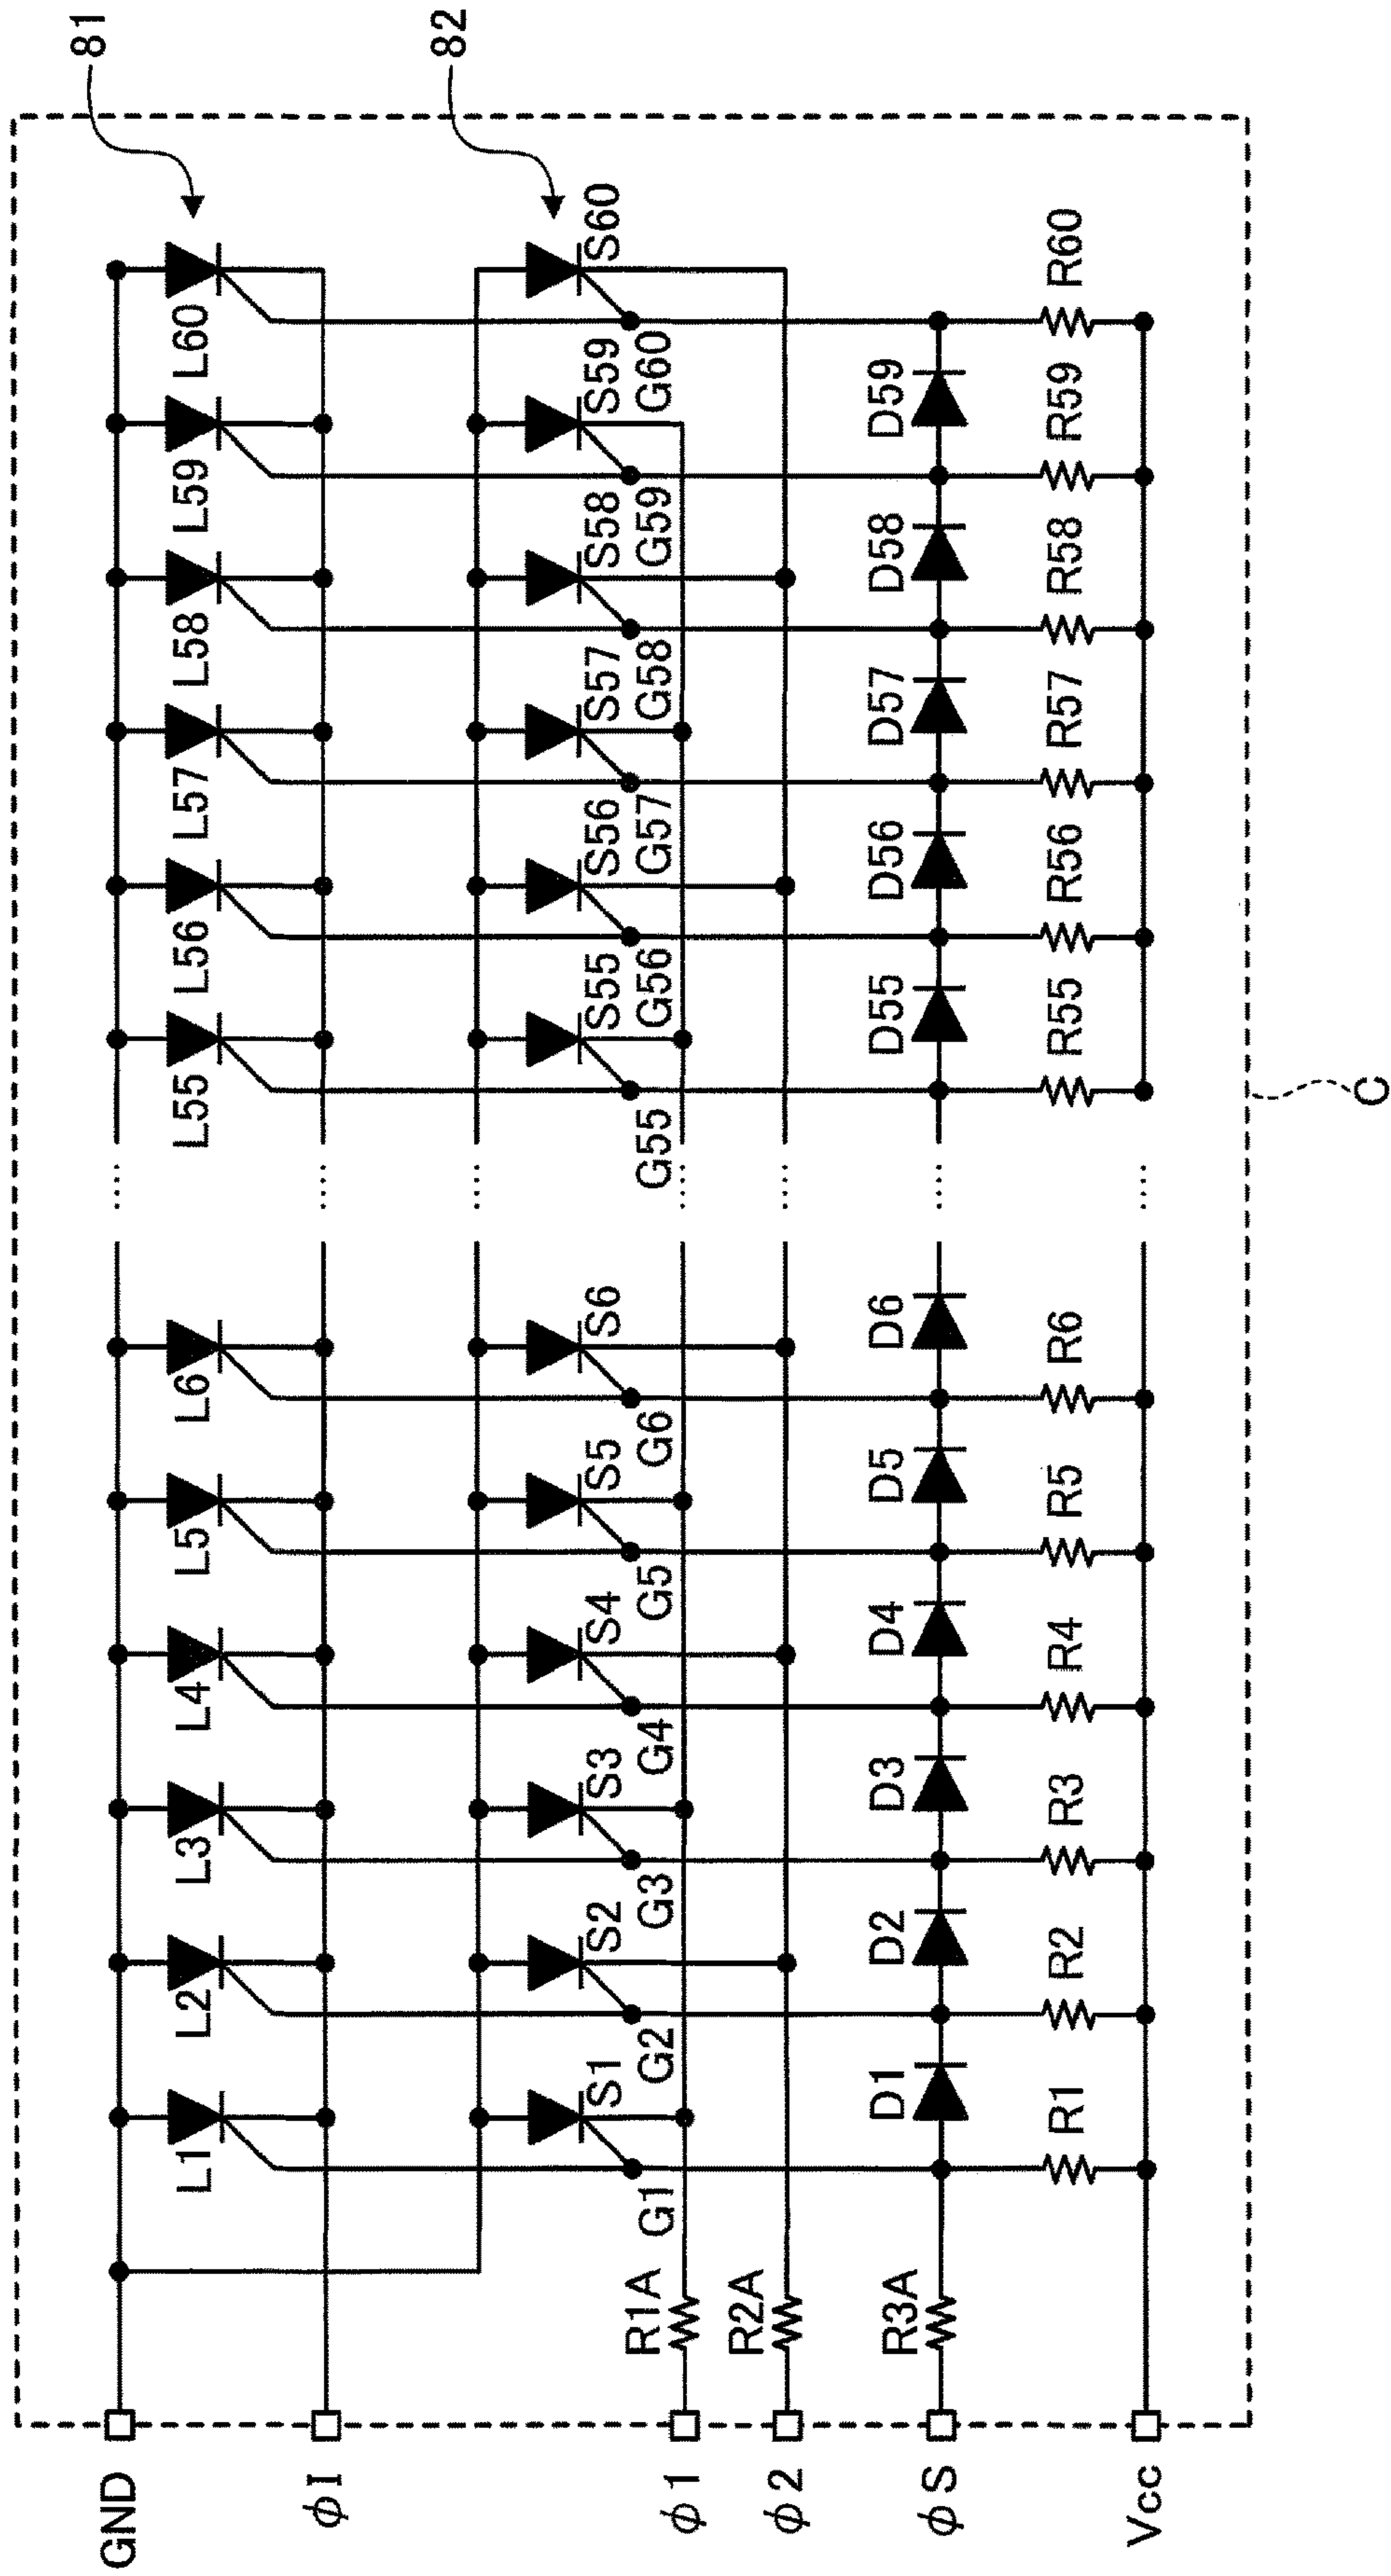 81
82
L1 L2 L3 L4 L5 L6 L55 L56 L57 L58 L59 L60
S1 S2 S3 S4 S5 S6 S55 S56 S57 S58 S59 S60
G1 G2 G3 G4 G5 G6 G55 G56 G57 G58 G59 G60
R1A
R2A
D1 D2 D3 D4 D5 D6 D55 D56 D57 D58 D59
R3A
R1 R2 R3 R4 R5 R6 R55 R56 R57 R58 R59 R60
GND
φI
φ1
φ2
φS
Vcc
C